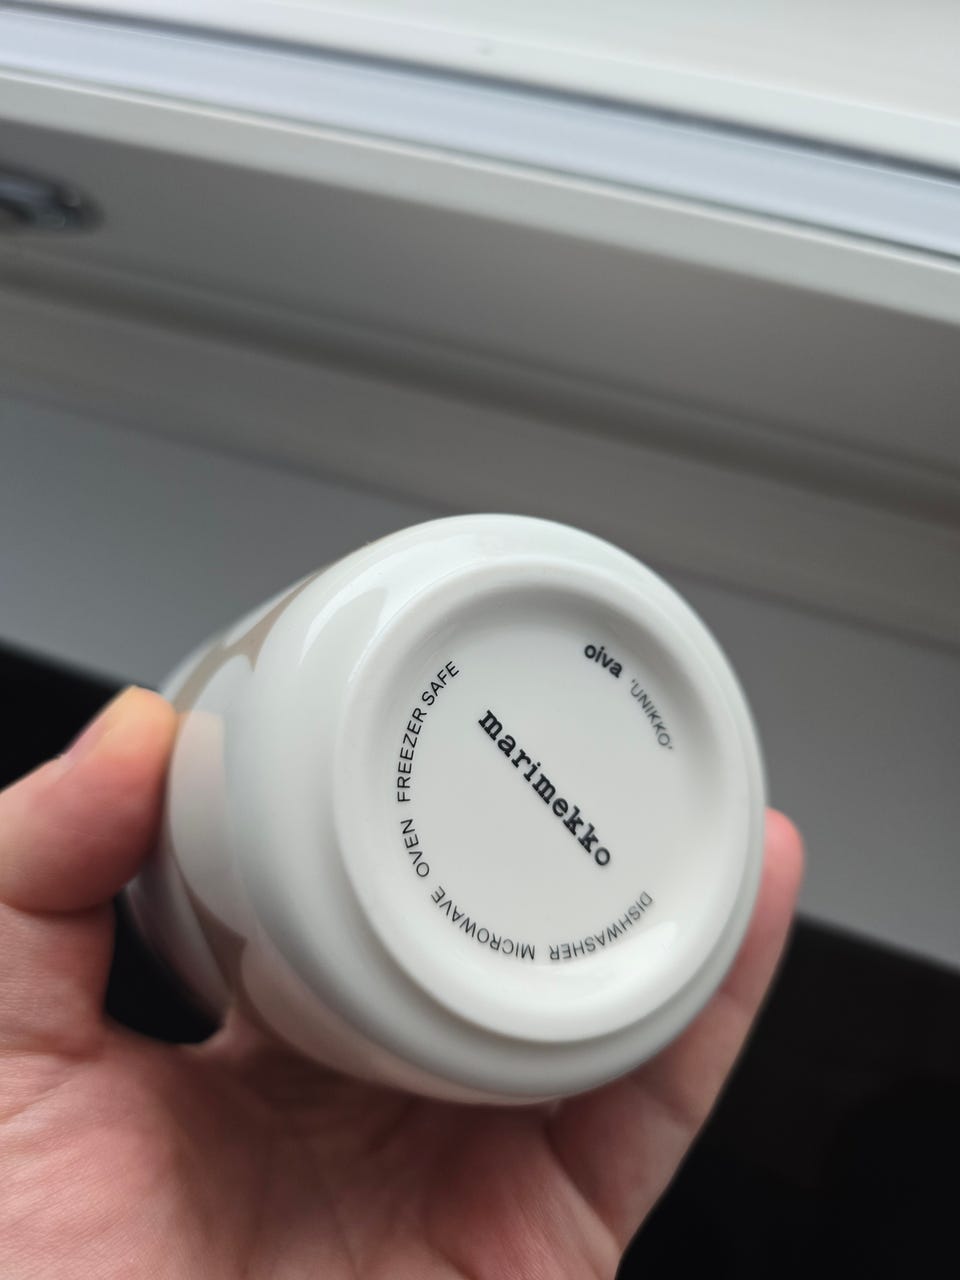 oiva 'UNIKKO'
marimekko
DISHWASHER MICROWAVE OVEN FREEZER SAFE